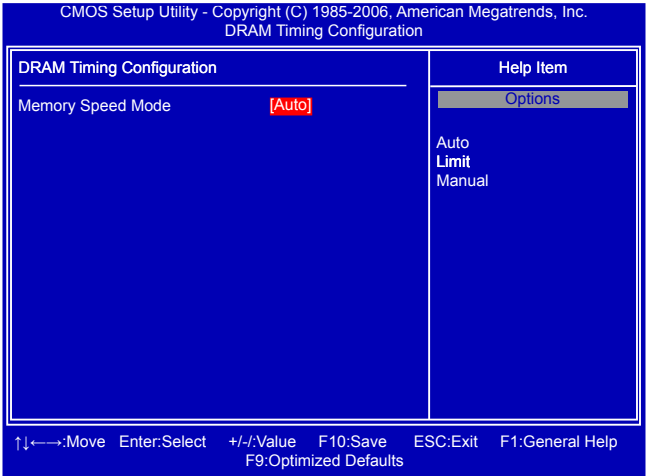 CMOS Setup Utility - Copyright (C) 1985-2006, American Megatrends, Inc.
DRAM Timing Configuration
DRAM Timing Configuration
Help Item
Memory Speed Mode [Auto]
Options
Auto
Limit
Manual
↑↓←→:Move Enter:Select +/-/:Value F10:Save ESC:Exit F1:General Help
F9:Optimized Defaults